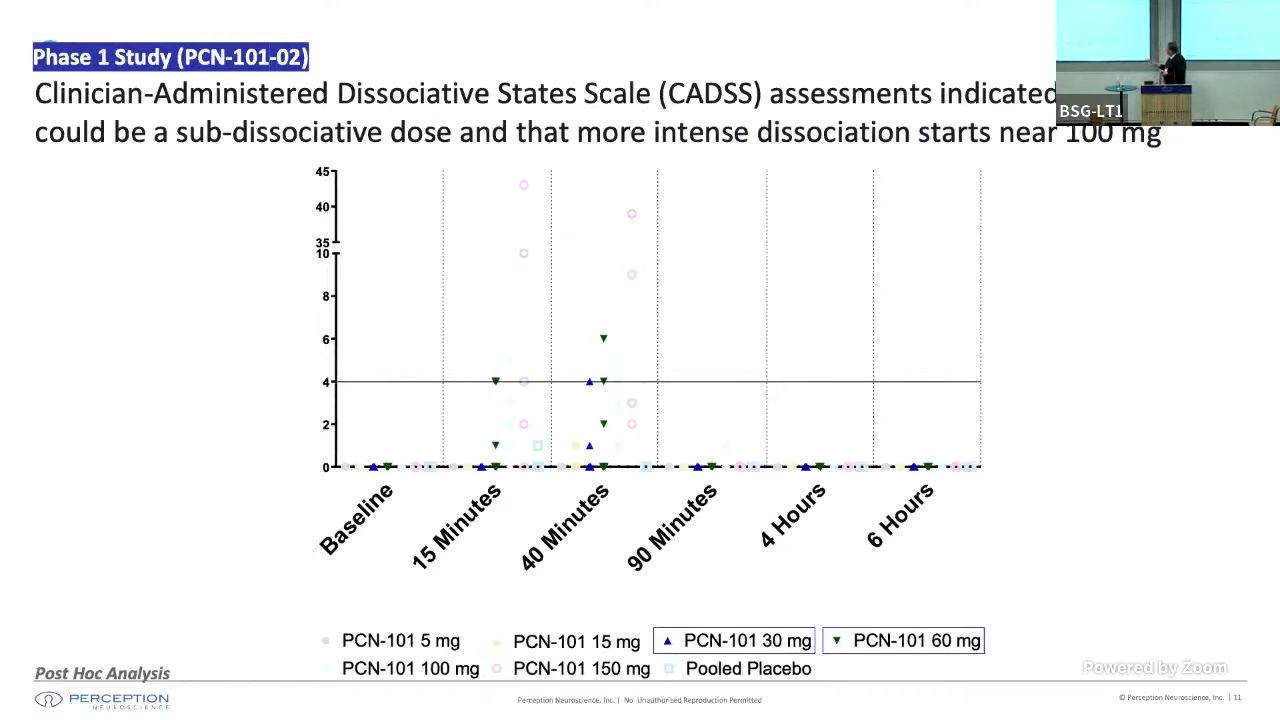 Phase 1 Study (PCN-101-02)
Clinician-Administered Dissociative States Scale (CADSS) assessments indicated
could be a sub-dissociative dose and that more intense dissociation starts near 100 mg
BSG-LT1
45
40
35
10
8
6
4
2
0
Baseline
15 Minutes
40 Minutes
90 Minutes
4 Hours
6 Hours
PCN-101 5 mg
PCN-101 15 mg
PCN-101 30 mg
PCN-101 60 mg
PCN-101 100 mg
PCN-101 150 mg
Pooled Placebo
Post Hoc Analysis
Powered by Zoom
PERCEPTION
NEUROSCIENCE
Perception Neuroscience, Inc. | No Unauthorized Reproduction Permitted
© Perception Neuroscience, Inc. | 11